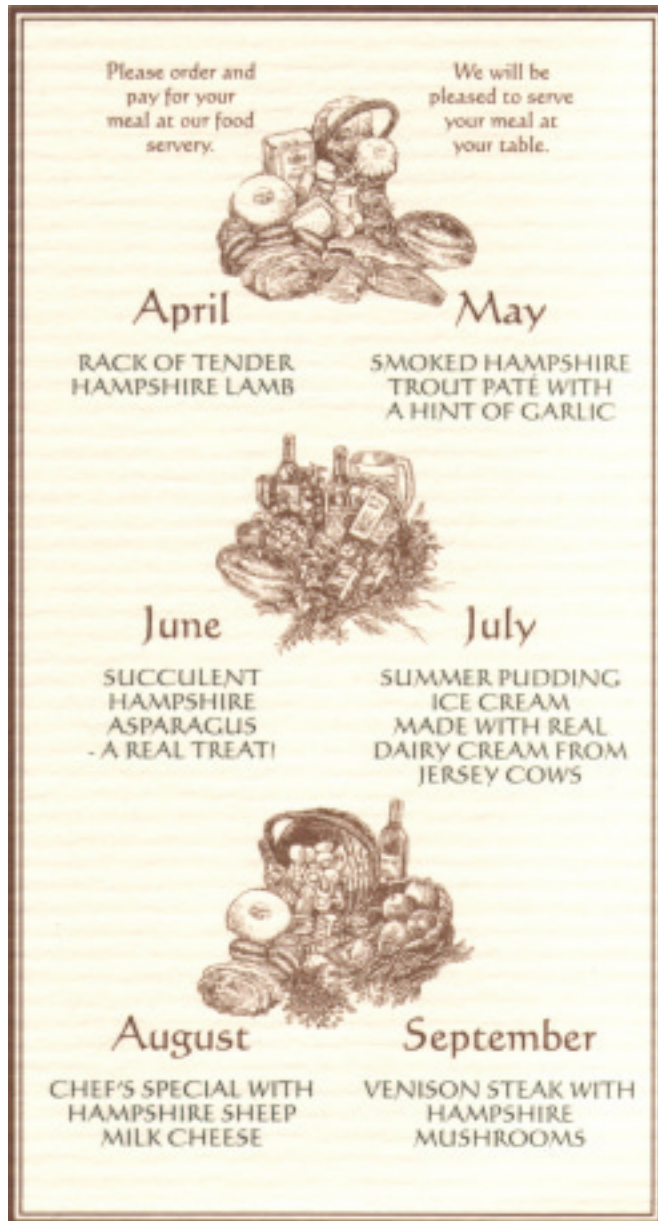 Please order and
pay for your
meal at our food
servery.
We will be
pleased to serve
your meal at
your table.
April
RACK OF TENDER
HAMPSHIRE LAMB
May
SMOKED HAMPSHIRE
TROUT PATÉ WITH
A HINT OF GARLIC
June
SUCCULENT
HAMPSHIRE
ASPARAGUS
- A REAL TREAT!
July
SUMMER PUDDING
ICE CREAM
MADE WITH REAL
DAIRY CREAM FROM
JERSEY COWS
August
CHEF'S SPECIAL WITH
HAMPSHIRE SHEEP
MILK CHEESE
September
VENISON STEAK WITH
HAMPSHIRE
MUSHROOMS